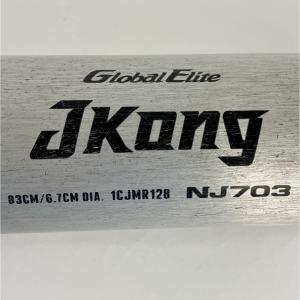 Global Elite
JKong
83CM/6.7CM DIA. 1CJMR128 NJ703